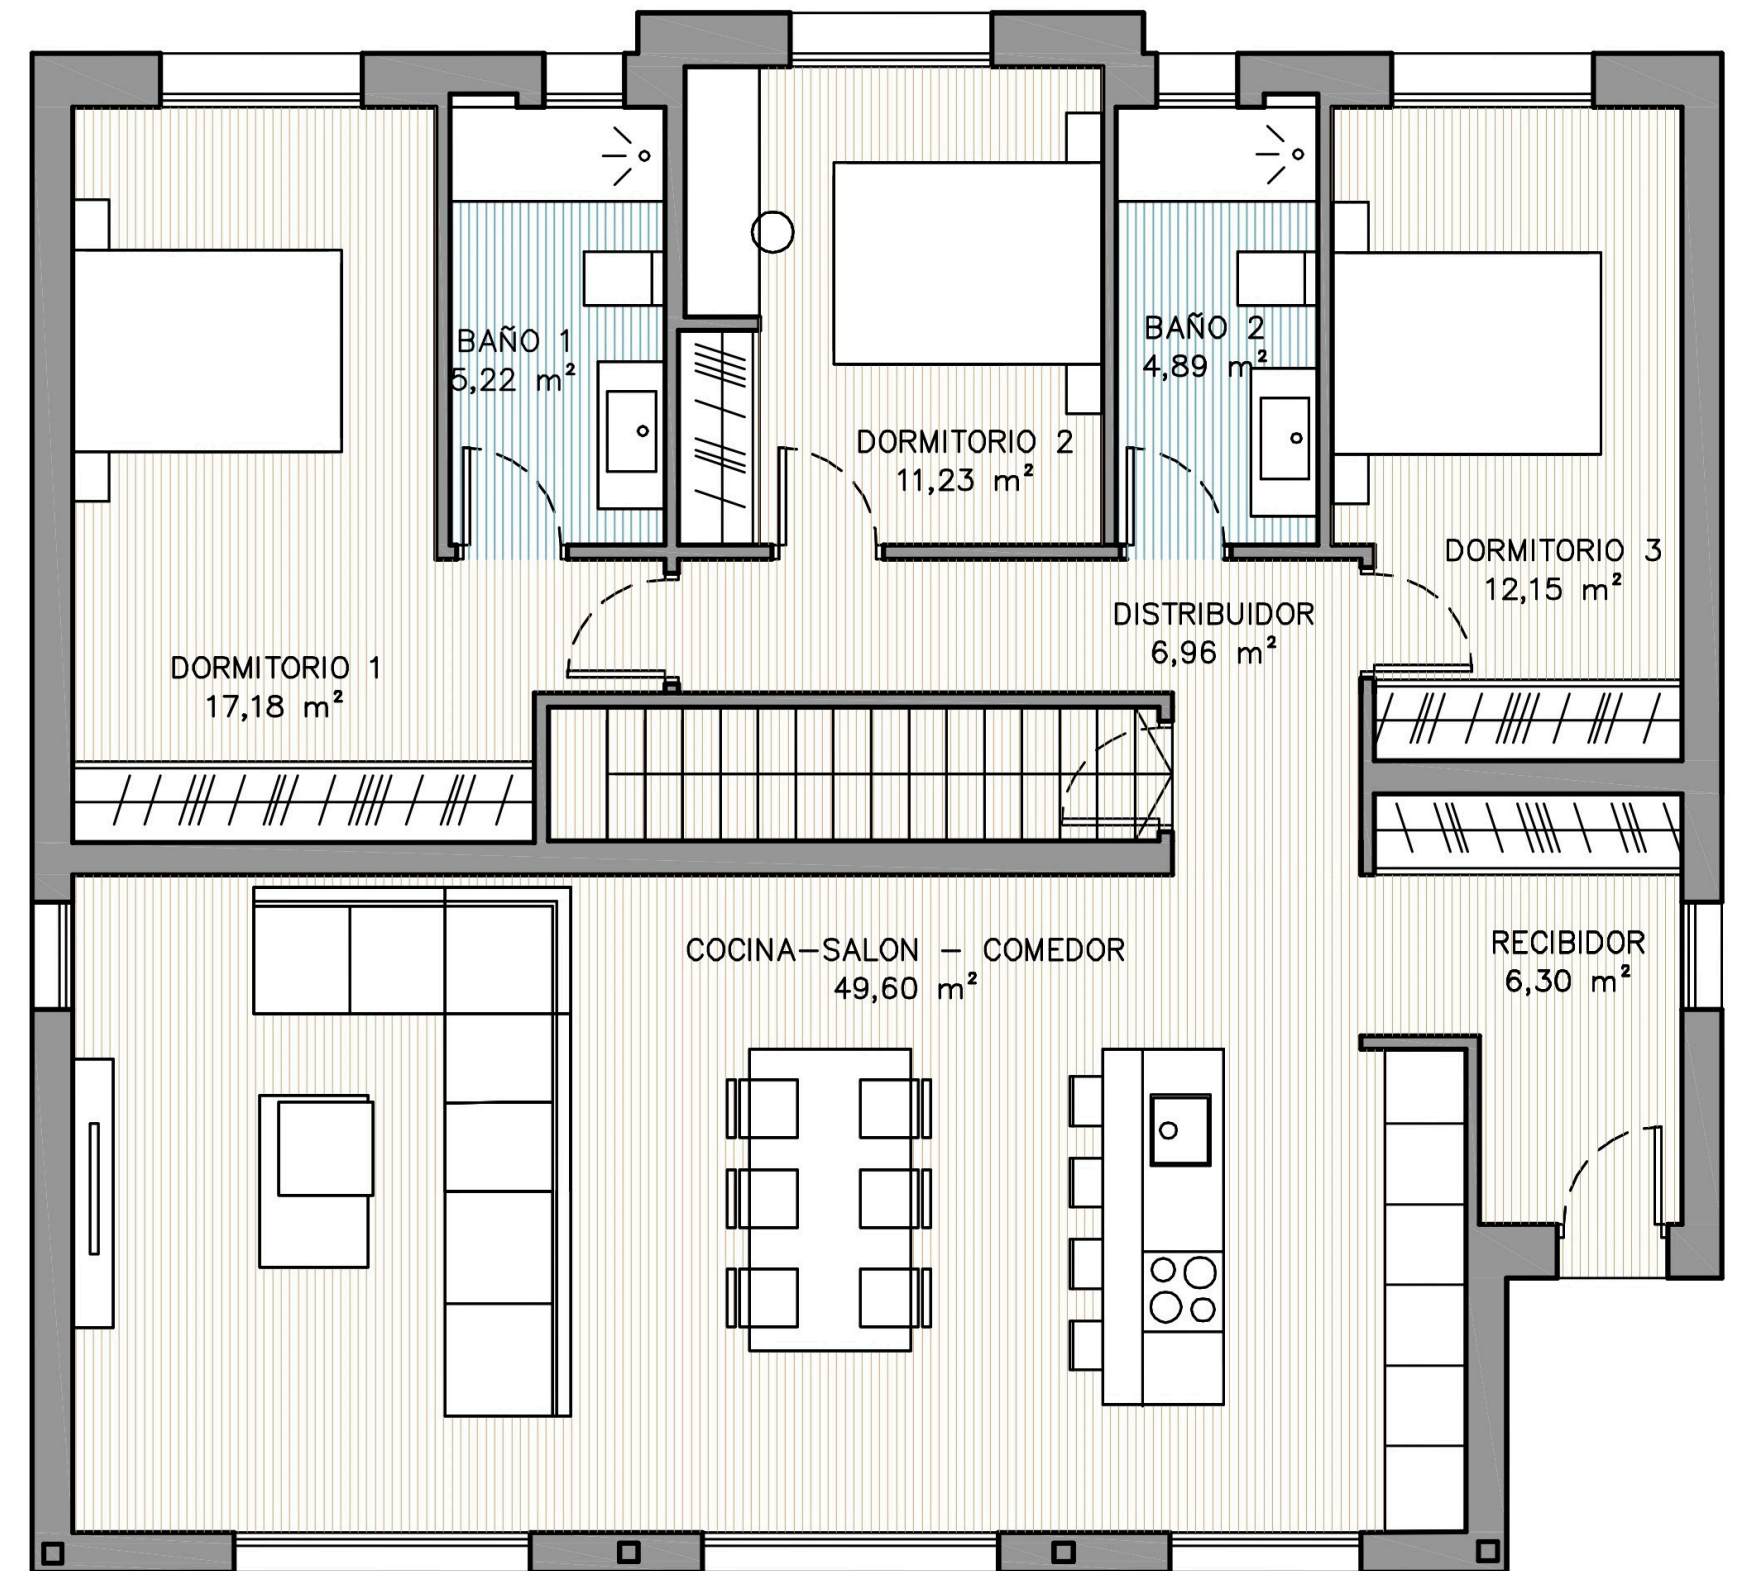 BAÑO 1
5,22 m²
BAÑO 2
4,89 m²
DORMITORIO 2
11,23 m²
DORMITORIO 3
12,15 m²
DISTRIBUIDOR
6,96 m²
DORMITORIO 1
17,18 m²
COCINA-SALON - COMEDOR
49,60 m²
RECIBIDOR
6,30 m²